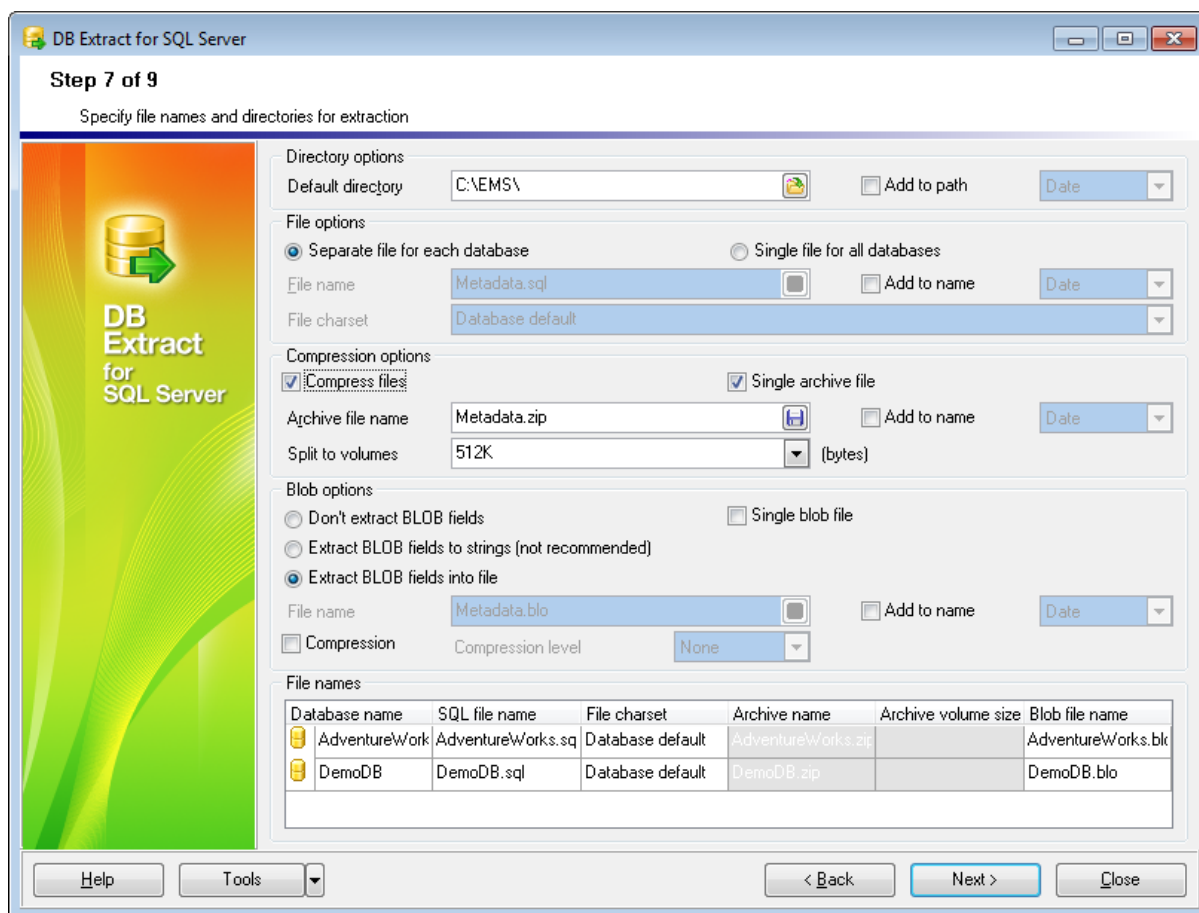 DB Extract for SQL Server
Step 7 of 9
Specify file names and directories for extraction
DB
Extract
for
SQL Server
Directory options
Default directory C:\EMS\ Add to path Date
File options
Separate file for each database Single file for all databases
File name Metadata.sql Add to name Date
File charset Database default
Compression options
Compress files Single archive file
Archive file name Metadata.zip Add to name Date
Split to volumes 512K (bytes)
Blob options
Don't extract BLOB fields Single blob file
Extract BLOB fields to strings (not recommended)
Extract BLOB fields into file
File name Metadata.blo Add to name Date
Compression Compression level None
File names
Database name SQL file name File charset Archive name Archive volume size Blob file name
AdventureWork AdventureWorks.sq Database default AdventureWorks.zip AdventureWorks.blo
DemoDB DemoDB.sql Database default DemoDB.zip DemoDB.blo
Help Tools < Back Next > Close